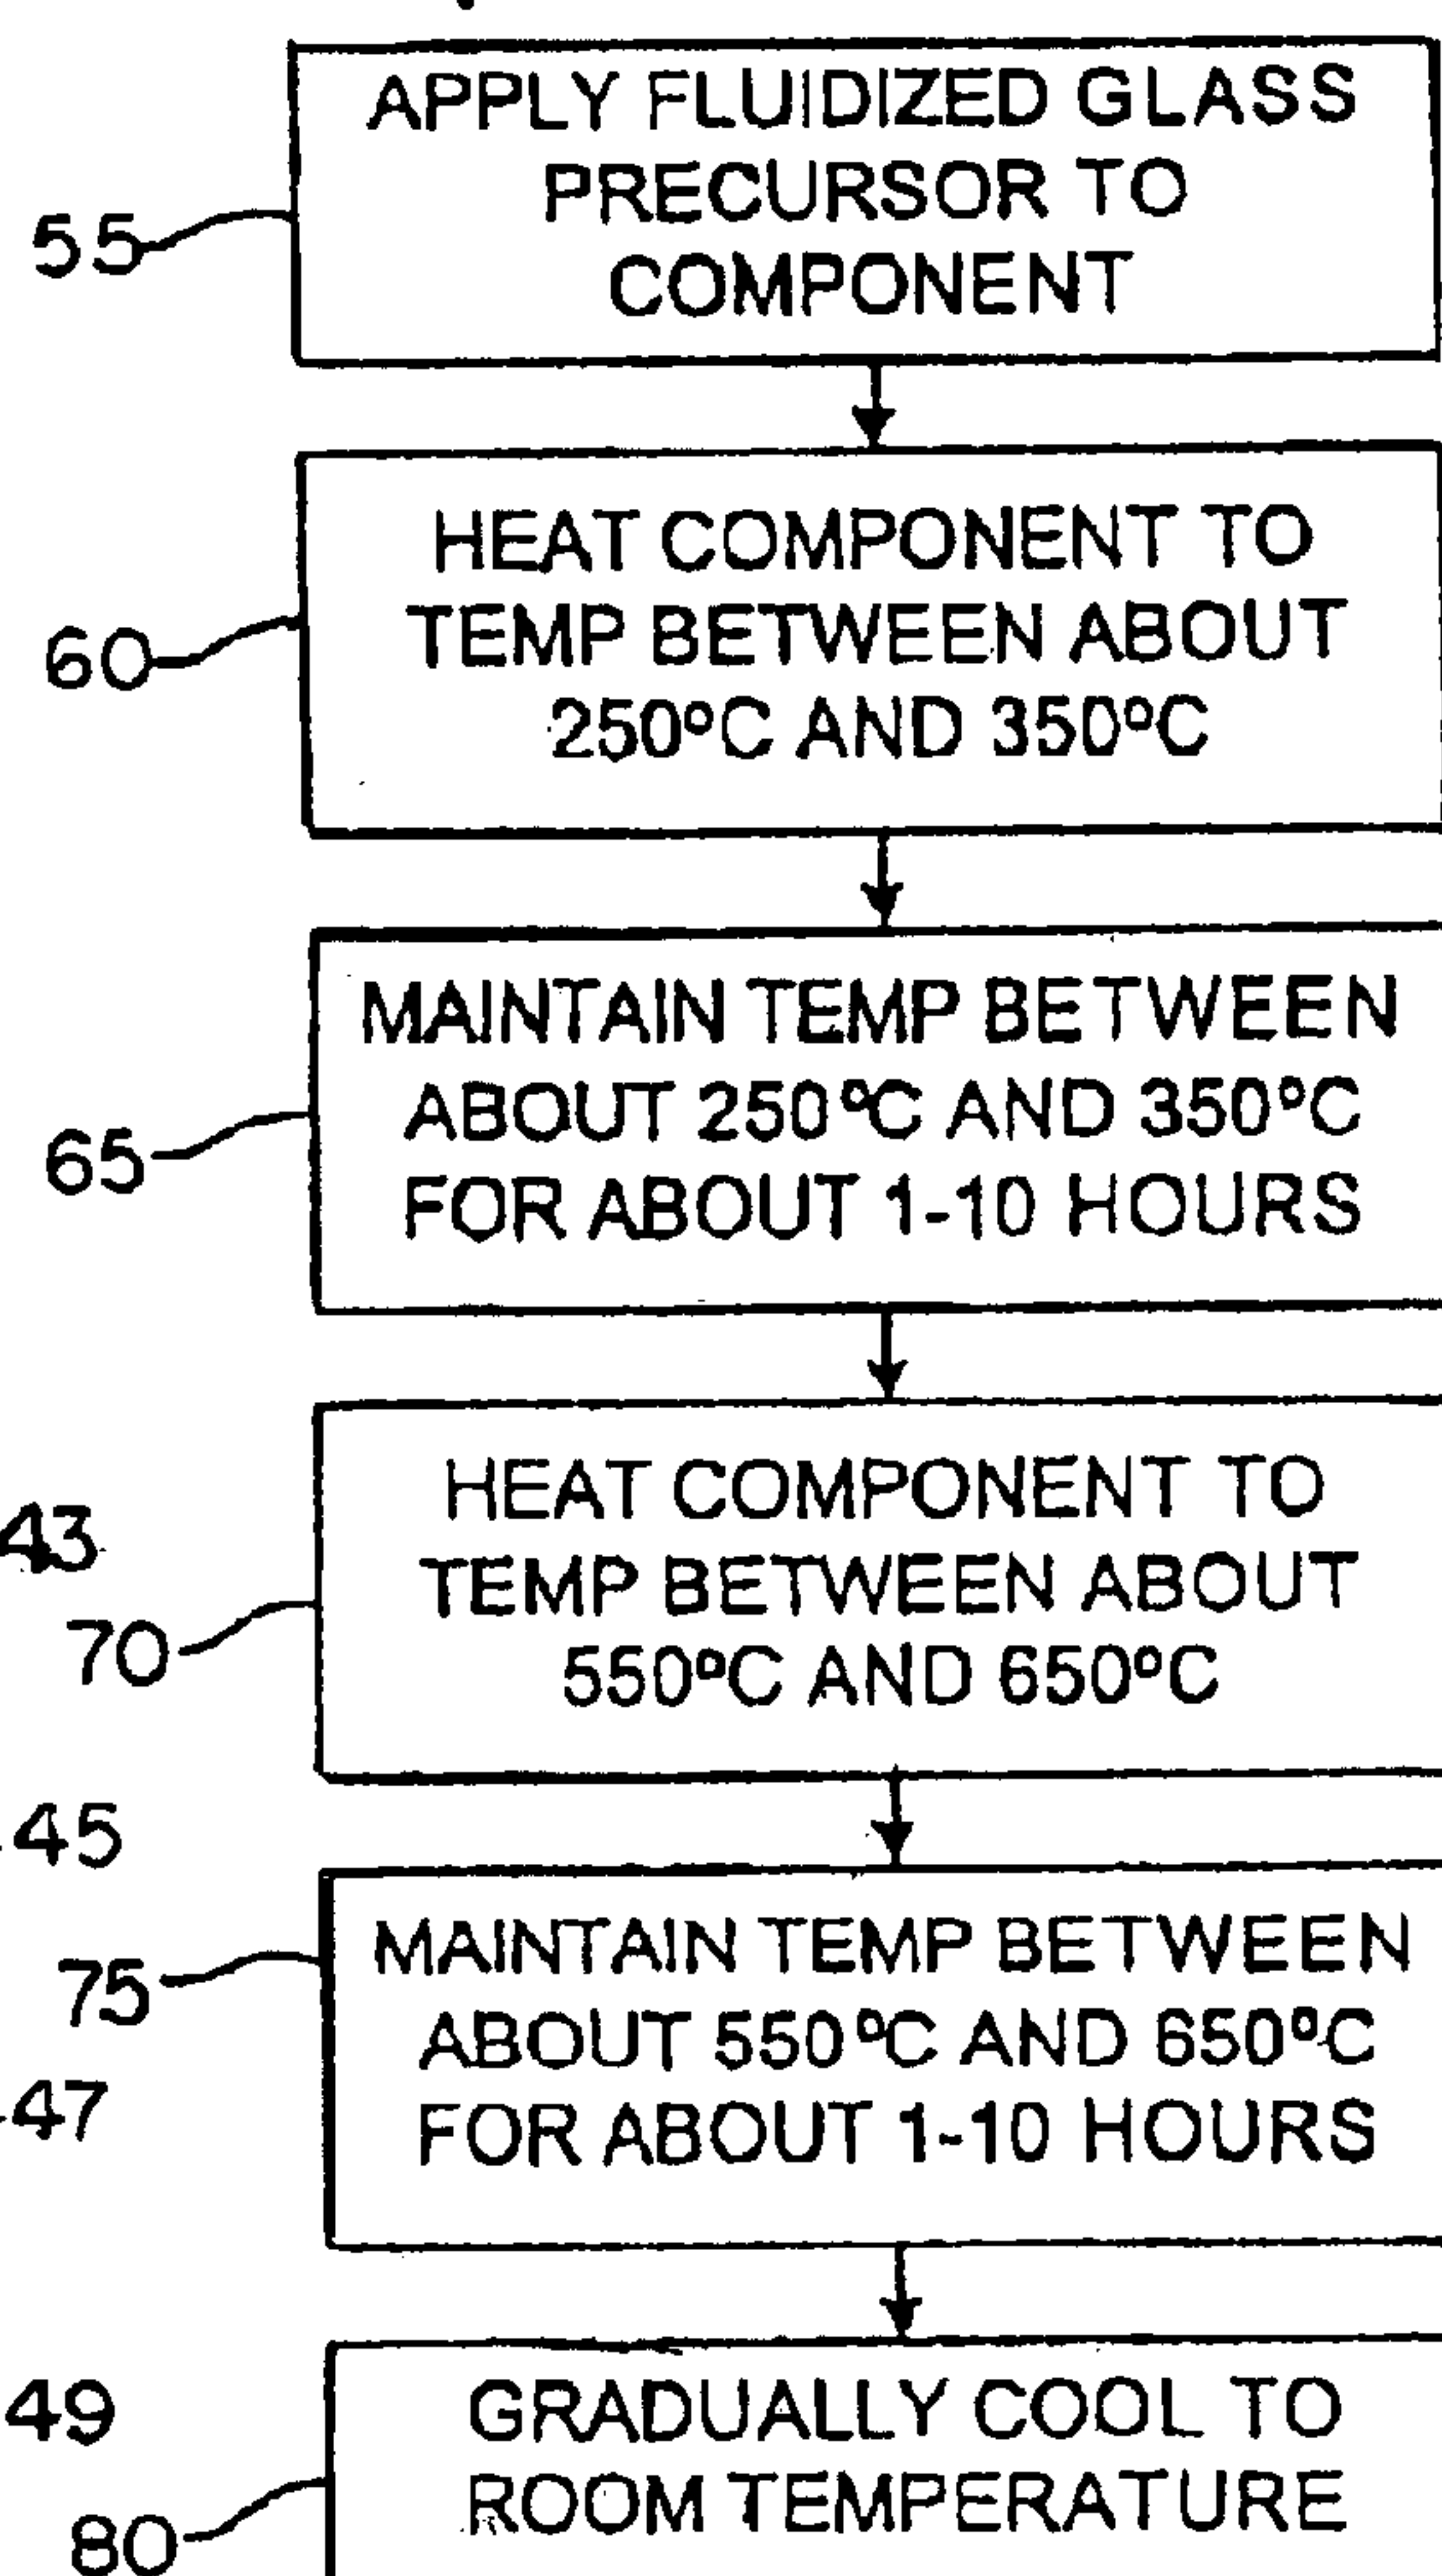 APPLY FLUIDIZED GLASS
PRECURSOR TO
COMPONENT
55
HEAT COMPONENT TO
TEMP BETWEEN ABOUT
250°C AND 350°C
60
MAINTAIN TEMP BETWEEN
ABOUT 250°C AND 350°C
FOR ABOUT 1-10 HOURS
65
HEAT COMPONENT TO
TEMP BETWEEN ABOUT
550°C AND 650°C
43
70
45
MAINTAIN TEMP BETWEEN
ABOUT 550°C AND 650°C
FOR ABOUT 1-10 HOURS
75
47
GRADUALLY COOL TO
ROOM TEMPERATURE
49
80